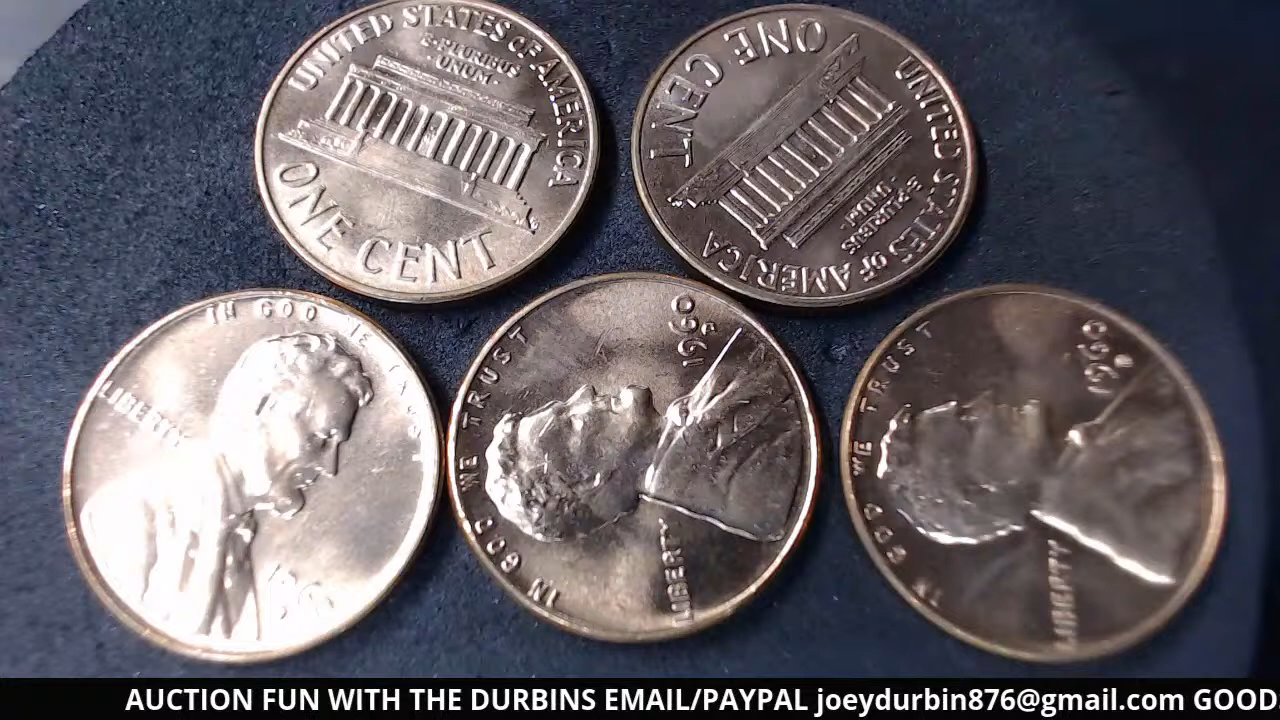 UNITED STATES OF AMERICA
E·PLURIBUS
·UNUM·
ONE CENT
ONE CENT
UNITED STATES OF AMERICA
E·PLURIBUS
·UNUM·
IN GOD WE TRUST
LIBERTY
IN GOD WE TRUST
LIBERTY
1960
D
IN GOD WE TRUST
LIBERTY
1960
AUCTION FUN WITH THE DURBINS EMAIL/PAYPAL joeydurbin876@gmail.com GOOD